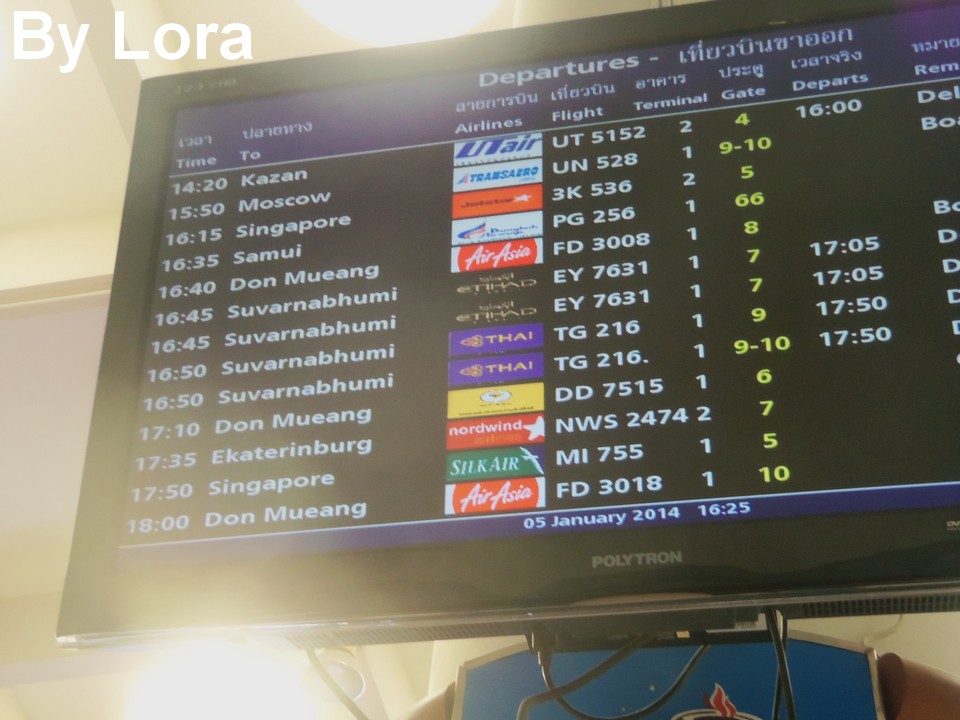 By Lora
Departures - เที่ยวบินขาออก
เวลา ปลายทาง สายการบิน เที่ยวบิน อาคาร ประตู เวลาจริง หมาย
Time To Airlines Flight Terminal Gate Departs Rem
14:20 Kazan UTair UT 5152 2 4 16:00 Del
15:50 Moscow TRANSAERO UN 528 1 9-10 Boa
16:15 Singapore Jetstar 3K 536 2 5
16:35 Samui Bangkok Airways PG 256 1 66
16:40 Don Mueang AirAsia FD 3008 1 8
16:45 Suvarnabhumi ETIHAD EY 7631 1 7 17:05
16:45 Suvarnabhumi ETIHAD EY 7631 1 7 17:05
16:50 Suvarnabhumi THAI TG 216 1 9 17:50
16:50 Suvarnabhumi THAI TG 216. 1 9-10 17:50
17:10 Don Mueang DD 7515 1 6
17:35 Ekaterinburg nordwind airlines NWS 2474 2 7
17:50 Singapore SILKAIR MI 755 1 5
18:00 Don Mueang AirAsia FD 3018 1 10
05 January 2014 16:25
POLYTRON